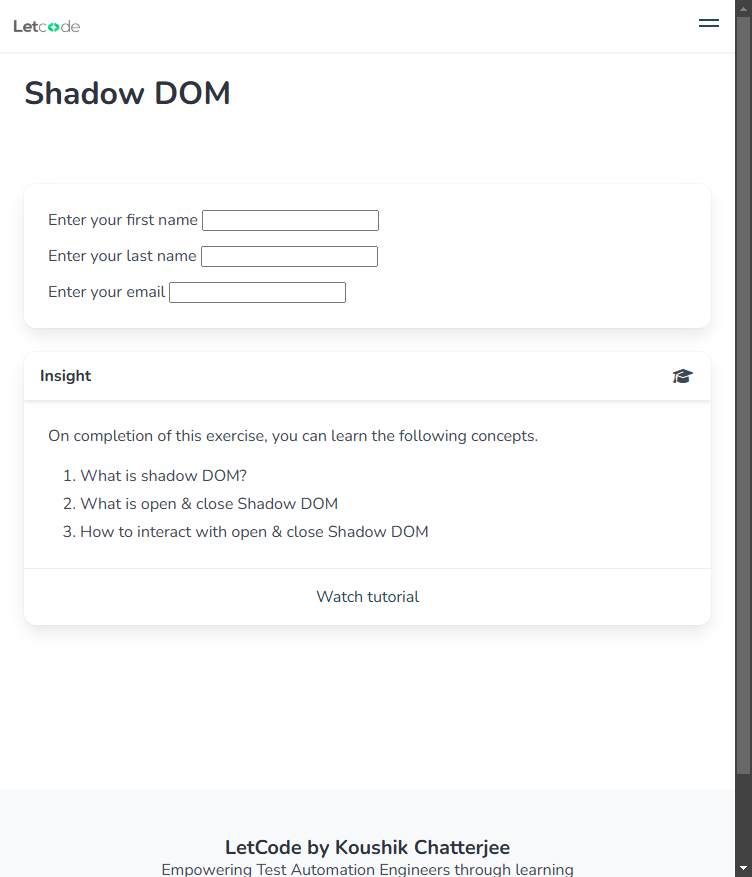 Letcode
Shadow DOM
Enter your first name
Enter your last name
Enter your email
Insight
On completion of this exercise, you can learn the following concepts.
1. What is shadow DOM?
2. What is open & close Shadow DOM
3. How to interact with open & close Shadow DOM
Watch tutorial
LetCode by Koushik Chatterjee
Empowering Test Automation Engineers through learning